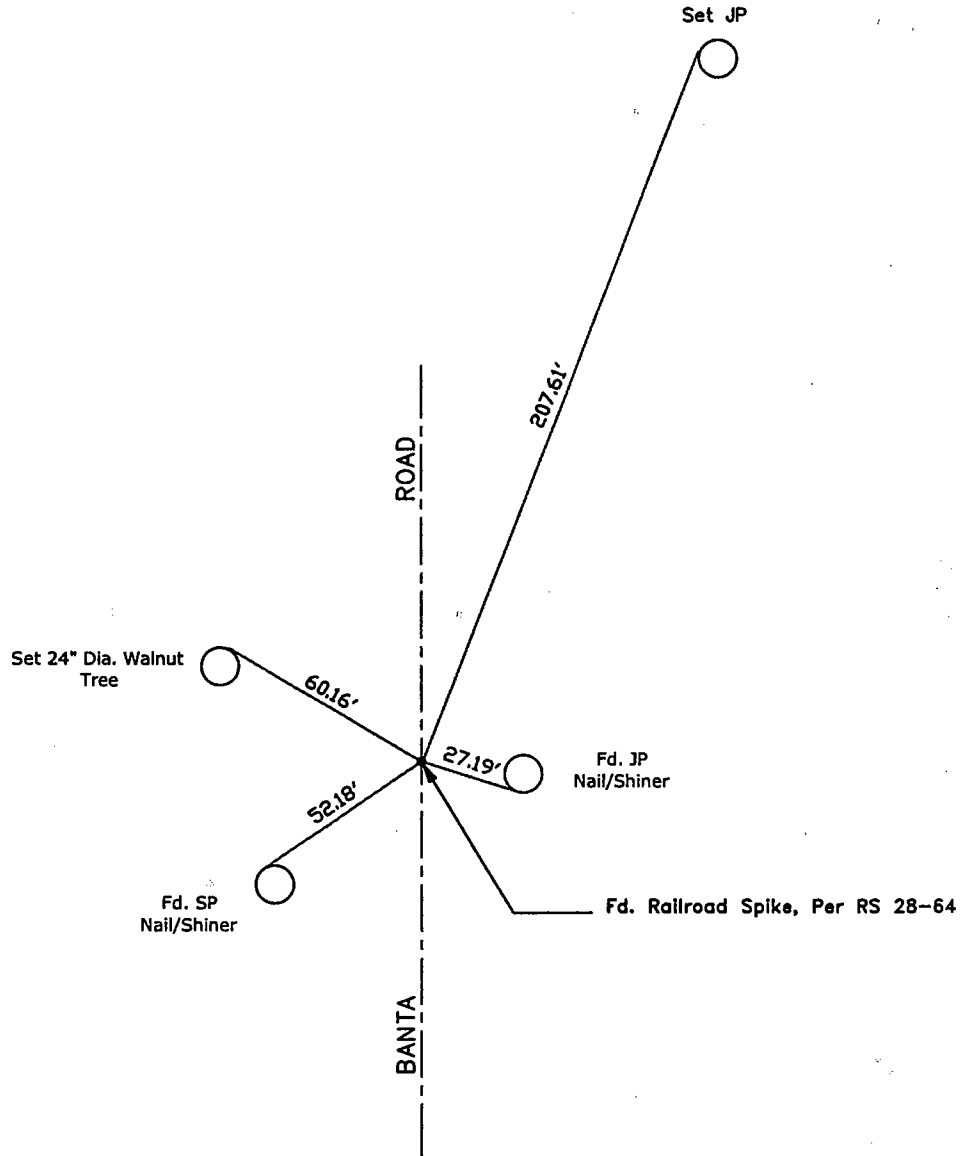 Set JP
207.61'
ROAD
Set 24" Dia. Walnut
Tree
60.16'
27.19'
Fd. JP
Nail/Shiner
52.18'
Fd. SP
Nail/Shiner
Fd. Railroad Spike, Per RS 28-64
BANTA